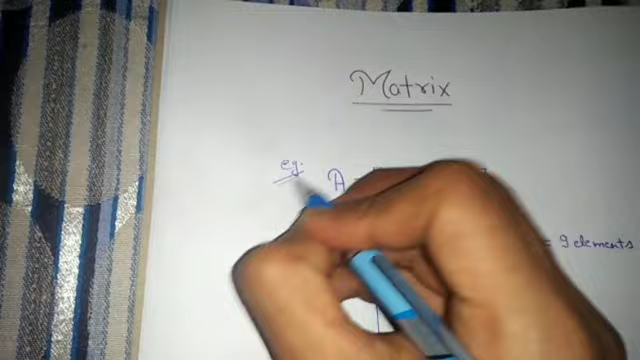 Matrix
eg.
A =
= 9 elements